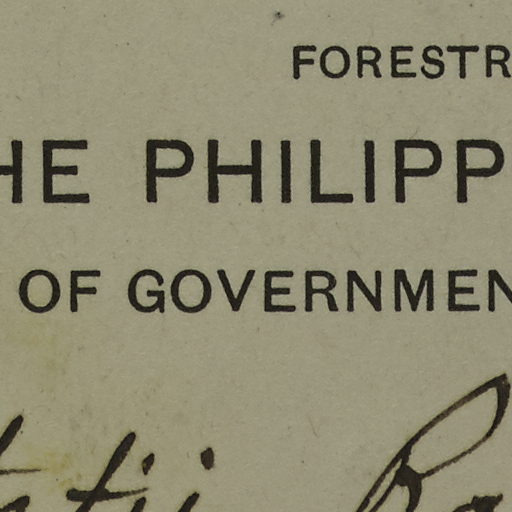 FORESTR
HE PHILIPP
OF GOVERNMEN